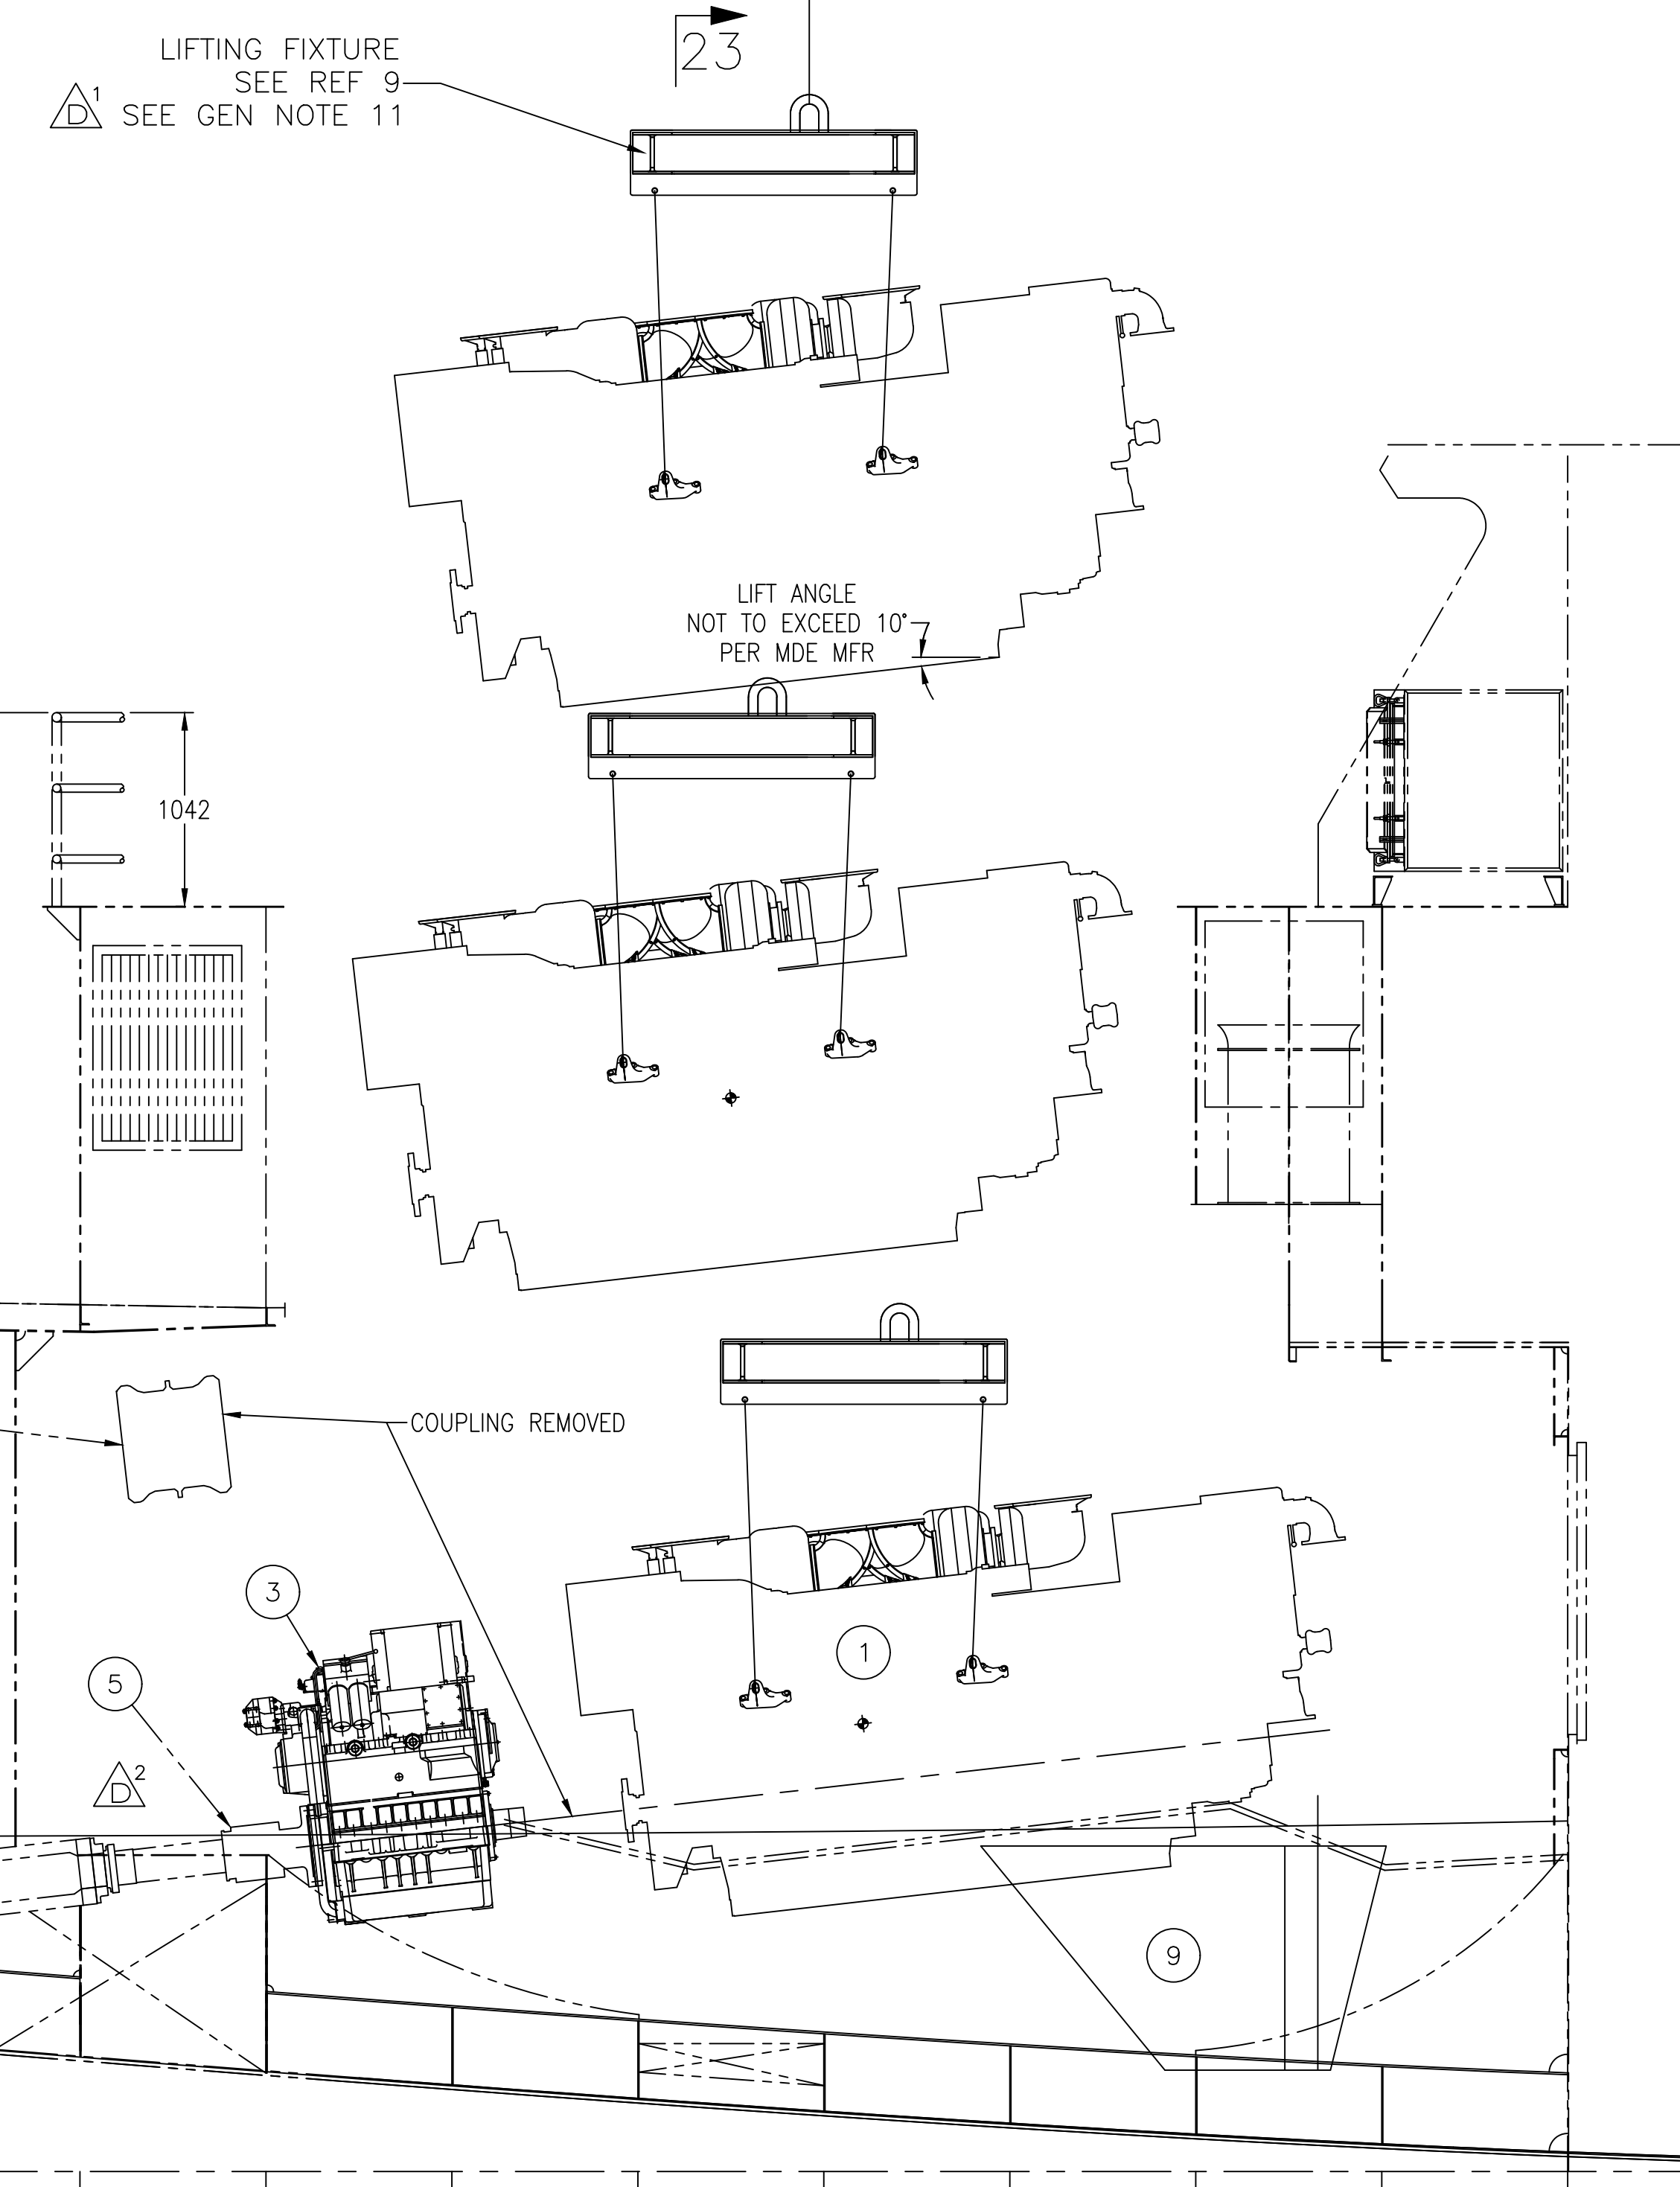 23
LIFTING FIXTURE
SEE REF 9
D 1 SEE GEN NOTE 11
LIFT ANGLE
NOT TO EXCEED 10°
PER MDE MFR
1042
COUPLING REMOVED
3
1
5
D 2
9